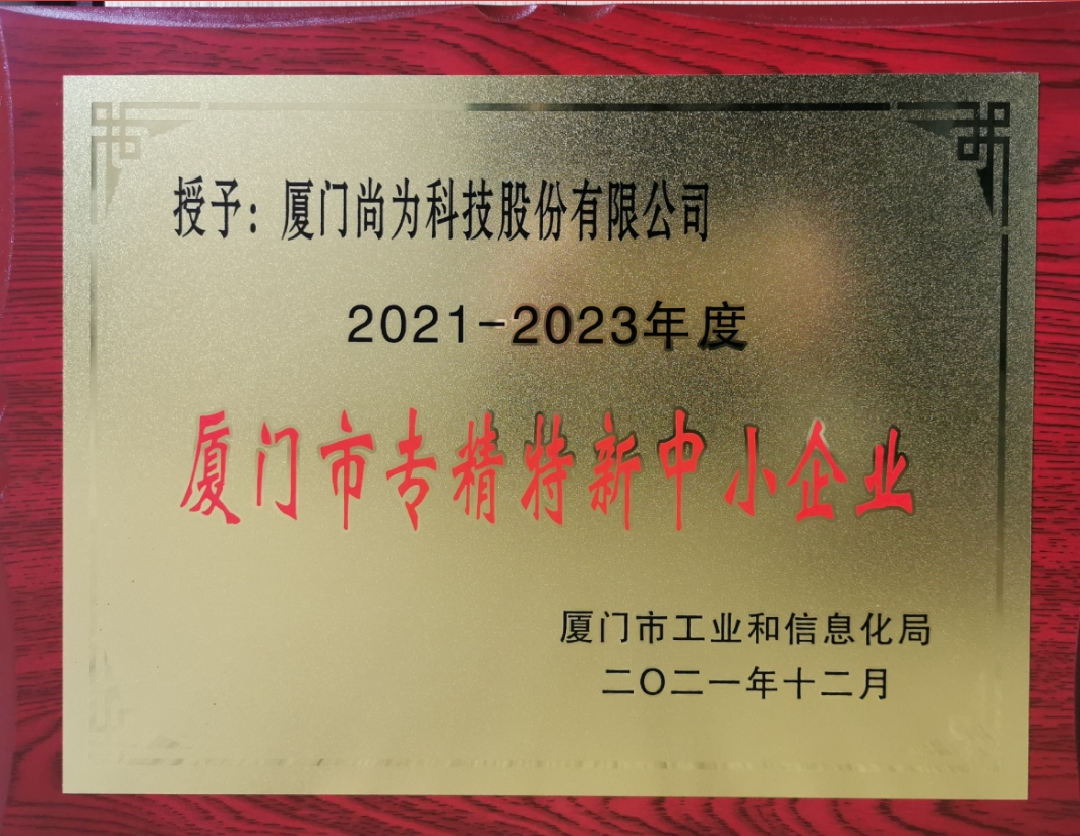 授予：厦门尚为科技股份有限公司
2021-2023年度
厦门市专精特新中小企业
厦门市工业和信息化局
二〇二一年十二月